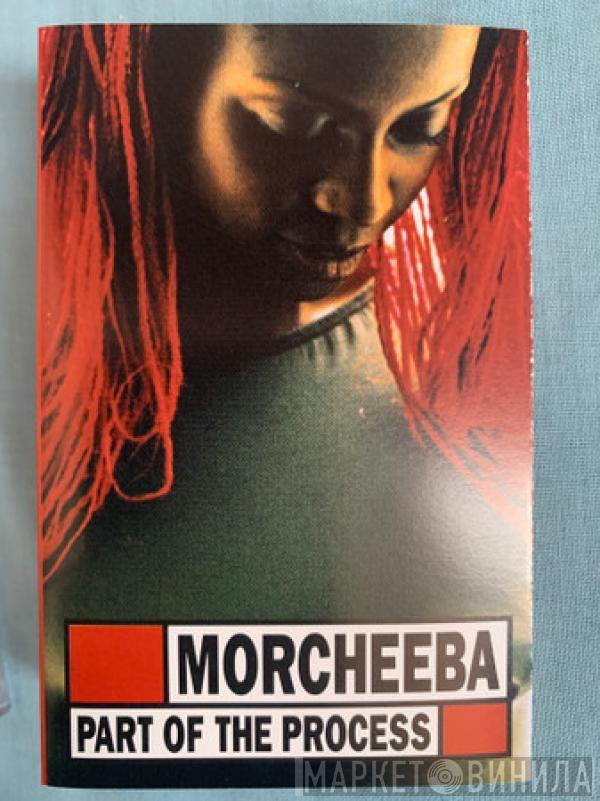 MORCHEEBA
PART OF THE PROCESS
МАРКЕТ ВИНИЛА